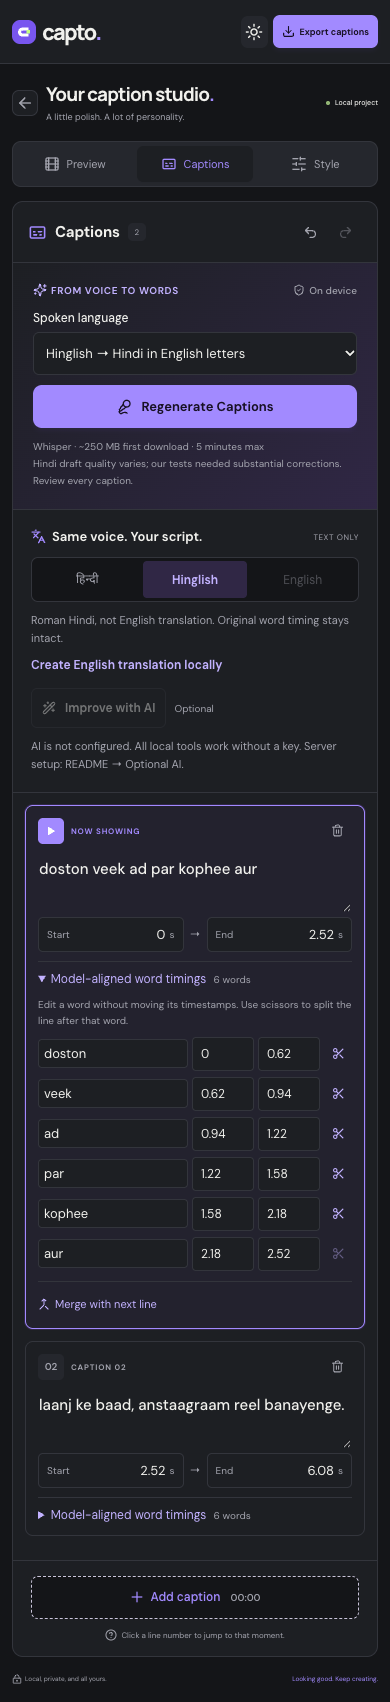 capto.
Export captions
Your caption studio.
A little polish. A lot of personality.
Local project
Preview
Captions
Style
Captions 2
FROM VOICE TO WORDS
On device
Spoken language
Hinglish → Hindi in English letters
Regenerate Captions
Whisper · ~250 MB first download · 5 minutes max
Hindi draft quality varies; our tests needed substantial corrections.
Review every caption.
Same voice. Your script.
TEXT ONLY
हिन्दी
Hinglish
English
Roman Hindi, not English translation. Original word timing stays
intact.
Create English translation locally
Improve with AI
Optional
AI is not configured. All local tools work without a key. Server
setup: README → Optional AI.
NOW SHOWING
doston veek ad par kophee aur
Start 0 s → End 2.52 s
▼ Model-aligned word timings 6 words
Edit a word without moving its timestamps. Use scissors to split the
line after that word.
doston 0 0.62
veek 0.62 0.94
ad 0.94 1.22
par 1.22 1.58
kophee 1.58 2.18
aur 2.18 2.52
Merge with next line
02 CAPTION 02
laanj ke baad, anstaagraam reel banayenge.
Start 2.52 s → End 6.08 s
▶ Model-aligned word timings 6 words
+ Add caption 00:00
Click a line number to jump to that moment.
Local, private, and all yours.
Looking good. Keep creating.